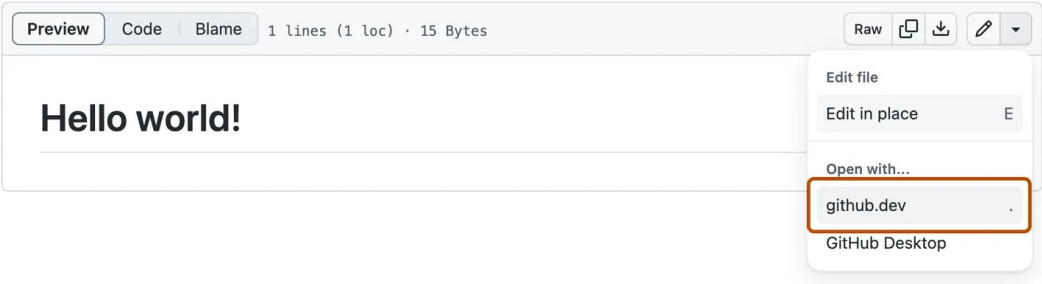 Preview Code Blame 1 lines (1 loc) · 15 Bytes Raw
Hello world!
Edit file
Edit in place E
Open with...
github.dev .
GitHub Desktop